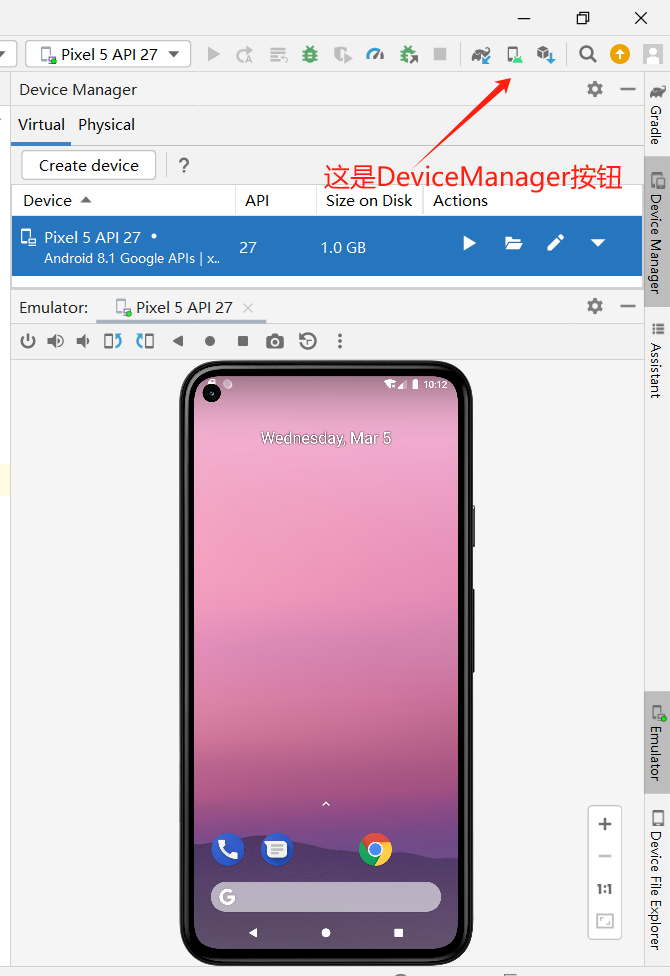 Pixel 5 API 27
Device Manager
Virtual Physical
Create device ?
这是DeviceManager按钮
Device API Size on Disk Actions
Pixel 5 API 27
Android 8.1 Google APIs | x..
27 1.0 GB
Emulator: Pixel 5 API 27
10:12
Wednesday, Mar 5
G
1:1
Gradle
Device Manager
Assistant
Emulator
Device File Explorer